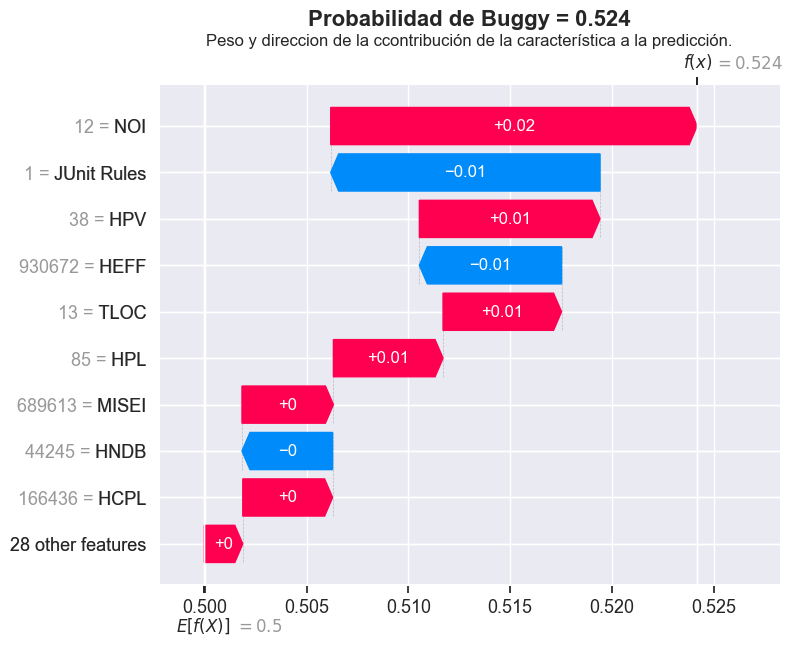 Probabilidad de Buggy = 0.524
Peso y direccion de la ccontribución de la característica a la predicción.
f(x) = 0.524
12 = NOI +0.02
1 = JUnit Rules −0.01
38 = HPV +0.01
930672 = HEFF −0.01
13 = TLOC +0.01
85 = HPL +0.01
689613 = MISEI +0
44245 = HNDB −0
166436 = HCPL +0
28 other features +0
0.500 0.505 0.510 0.515 0.520 0.525
E[f(X)] = 0.5